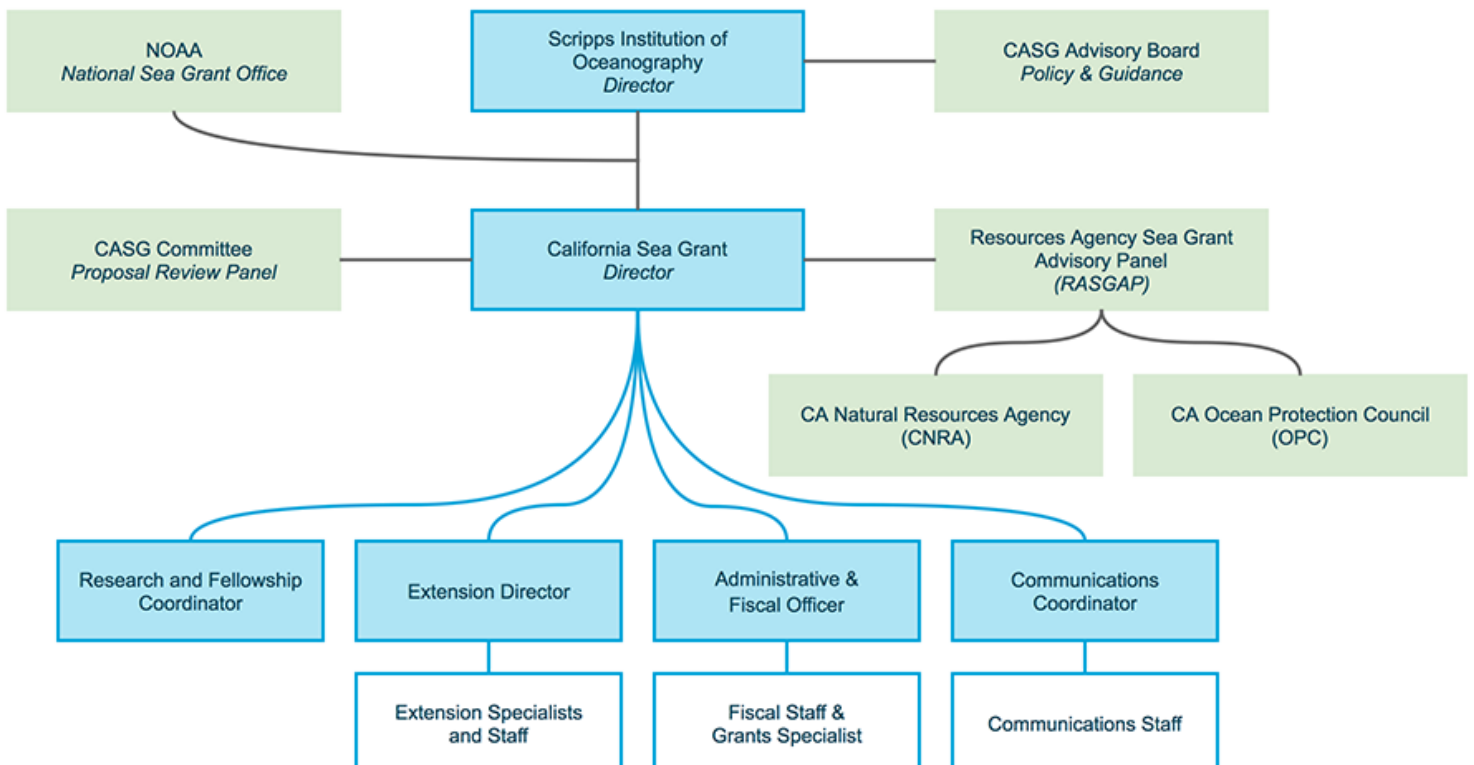 NOAA
National Sea Grant Office
Scripps Institution of
Oceanography
Director
CASG Advisory Board
Policy & Guidance
CASG Committee
Proposal Review Panel
California Sea Grant
Director
Resources Agency Sea Grant
Advisory Panel
(RASGAP)
CA Natural Resources Agency
(CNRA)
CA Ocean Protection Council
(OPC)
Research and Fellowship
Coordinator
Extension Director
Administrative &
Fiscal Officer
Communications
Coordinator
Extension Specialists
and Staff
Fiscal Staff &
Grants Specialist
Communications Staff